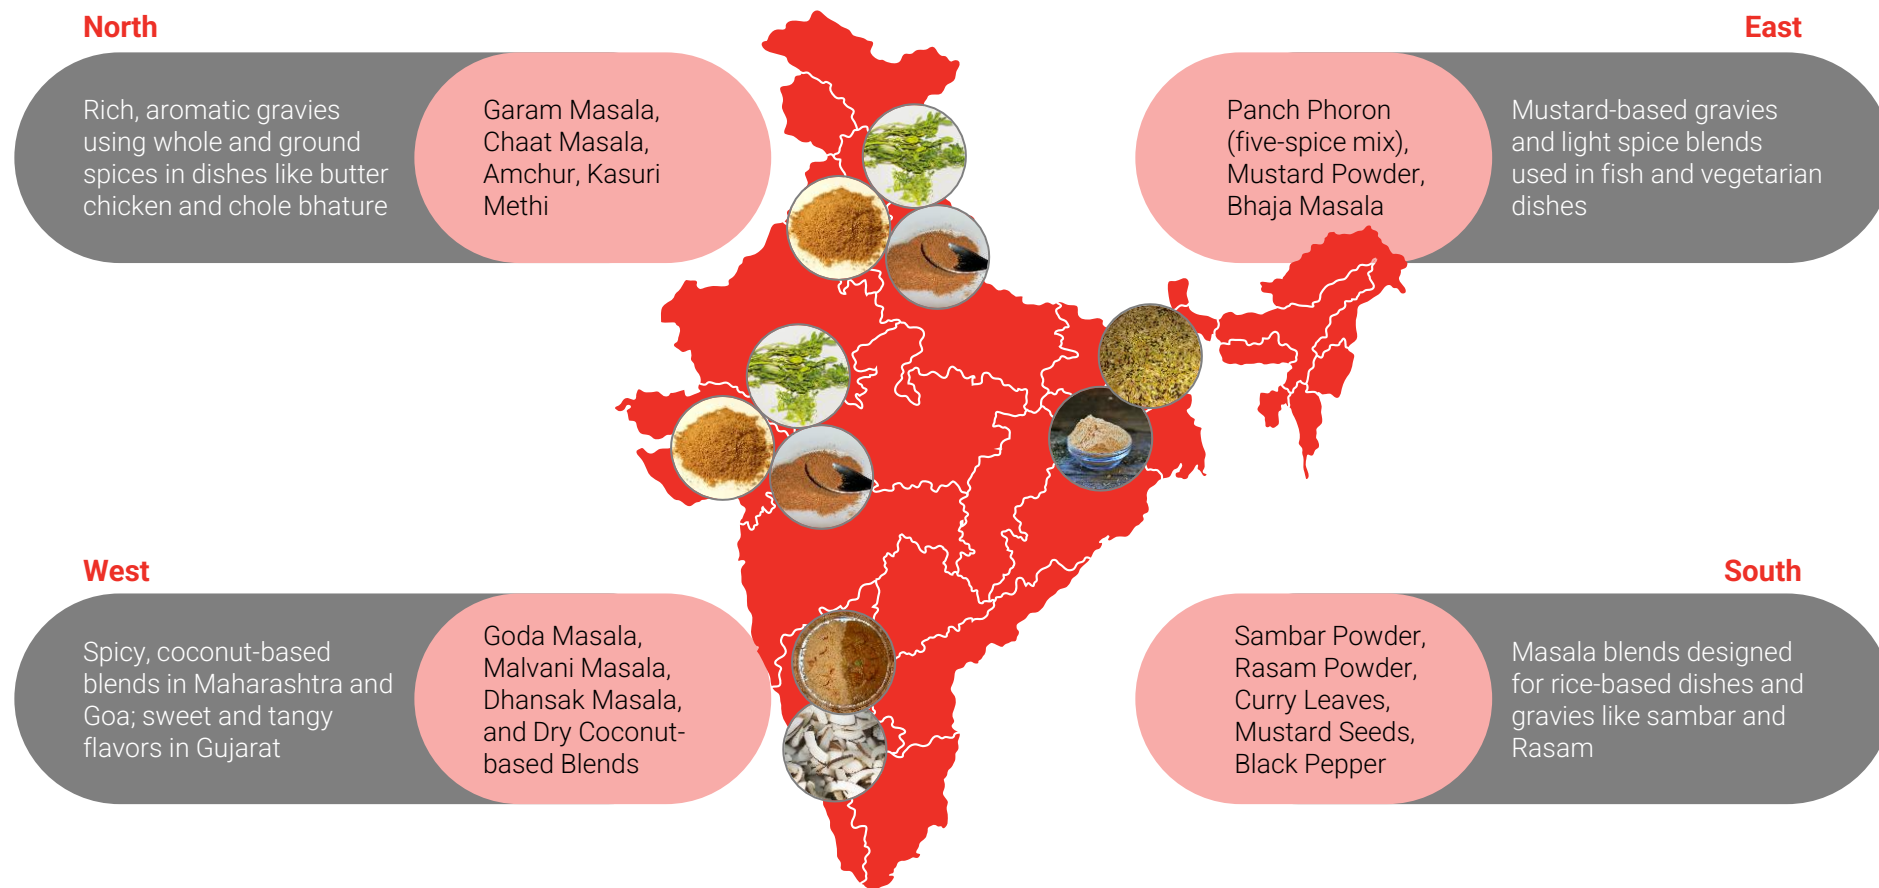 North
Rich, aromatic gravies
using whole and ground
spices in dishes like butter
chicken and chole bhature
Garam Masala,
Chaat Masala,
Amchur, Kasuri
Methi
East
Panch Phoron
(five-spice mix),
Mustard Powder,
Bhaja Masala
Mustard-based gravies
and light spice blends
used in fish and vegetarian
dishes
West
Spicy, coconut-based
blends in Maharashtra and
Goa; sweet and tangy
flavors in Gujarat
Goda Masala,
Malvani Masala,
Dhansak Masala,
and Dry Coconut-
based Blends
South
Sambar Powder,
Rasam Powder,
Curry Leaves,
Mustard Seeds,
Black Pepper
Masala blends designed
for rice-based dishes and
gravies like sambar and
Rasam